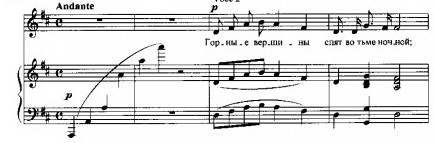 Andante
p
Гор.ны.е вер.ши.ны спят во тьме ноч.ной;
p